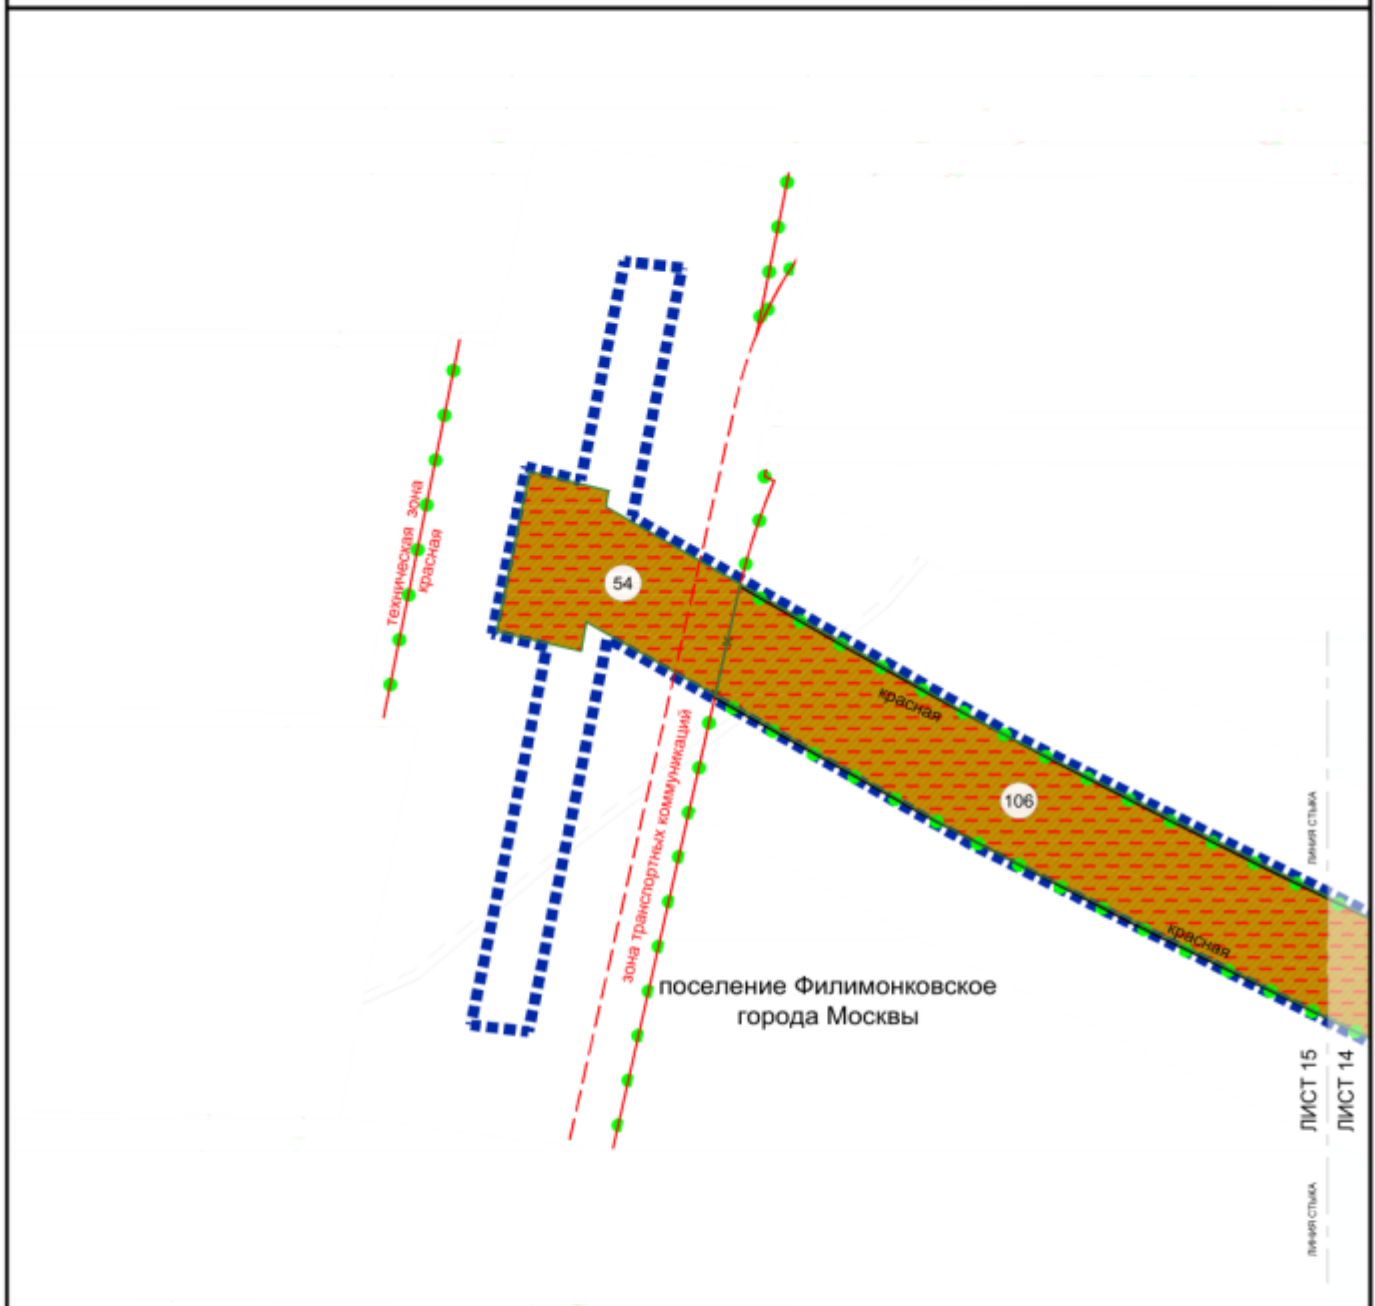 техническая зона
красная
54
красная
106
зона транспортных коммуникаций
красная
поселение Филимонковское
города Москвы
линия стыка
ЛИСТ 15
ЛИСТ 14
линия стыка